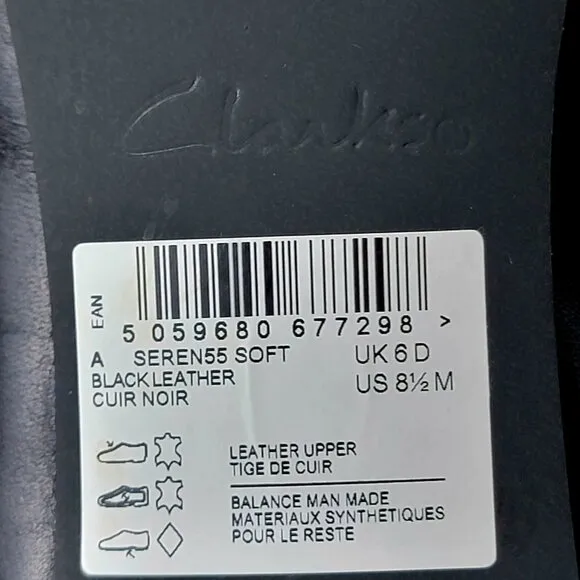 Clarks
EAN
5 059680 677298 >
A SEREN55 SOFT UK 6 D
BLACK LEATHER US 8½ M
CUIR NOIR
LEATHER UPPER
TIGE DE CUIR
BALANCE MAN MADE
MATERIAUX SYNTHETIQUES
POUR LE RESTE